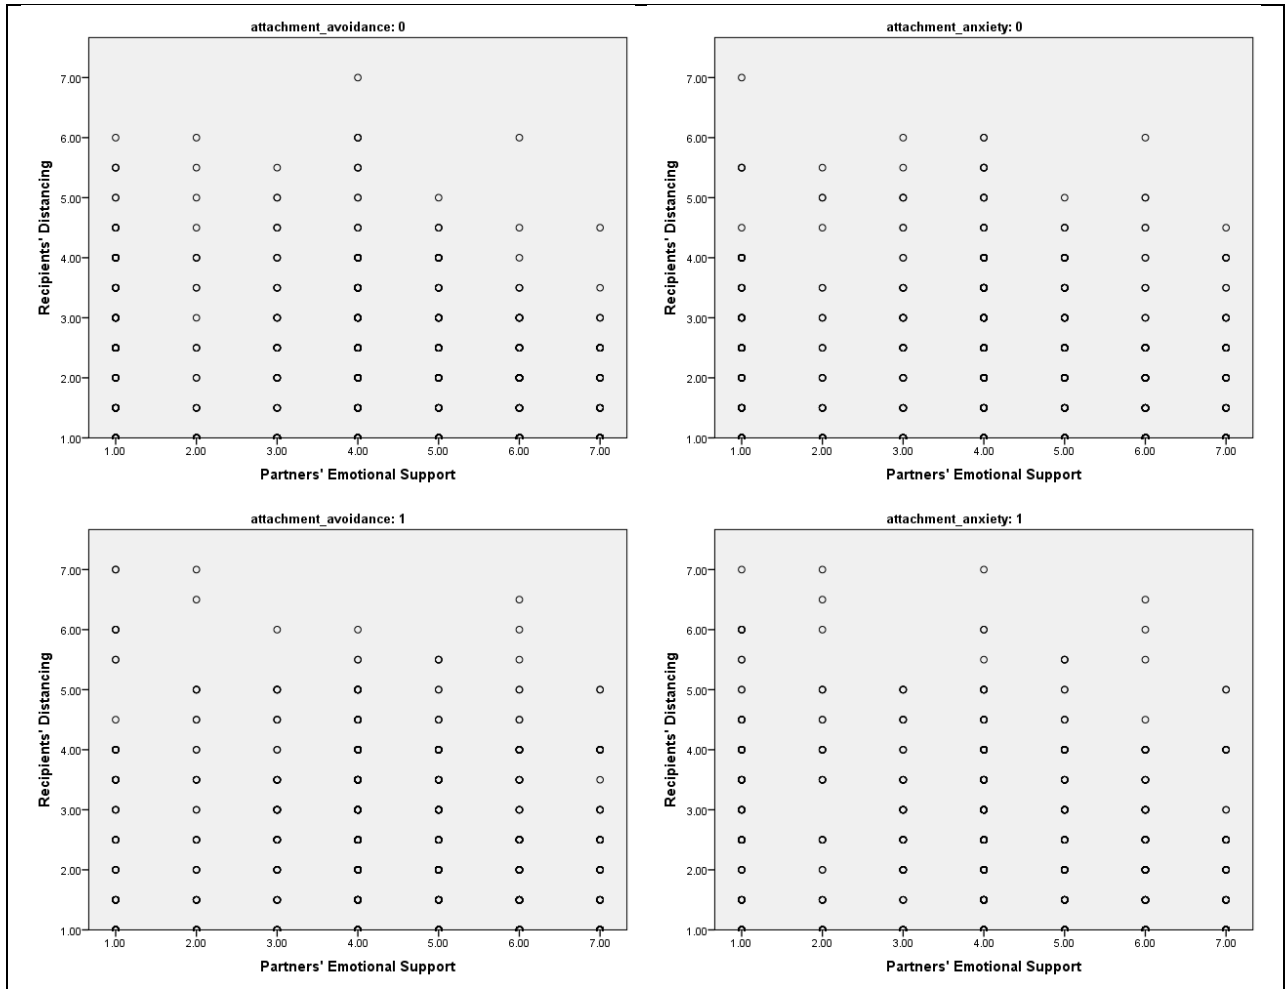 attachment_avoidance: 0
7.00
6.00
5.00
4.00
3.00
2.00
1.00
Recipients' Distancing
1.00 2.00 3.00 4.00 5.00 6.00 7.00
Partners' Emotional Support
attachment_anxiety: 0
7.00
6.00
5.00
4.00
3.00
2.00
1.00
Recipients' Distancing
1.00 2.00 3.00 4.00 5.00 6.00 7.00
Partners' Emotional Support
attachment_avoidance: 1
7.00
6.00
5.00
4.00
3.00
2.00
1.00
Recipients' Distancing
1.00 2.00 3.00 4.00 5.00 6.00 7.00
Partners' Emotional Support
attachment_anxiety: 1
7.00
6.00
5.00
4.00
3.00
2.00
1.00
Recipients' Distancing
1.00 2.00 3.00 4.00 5.00 6.00 7.00
Partners' Emotional Support